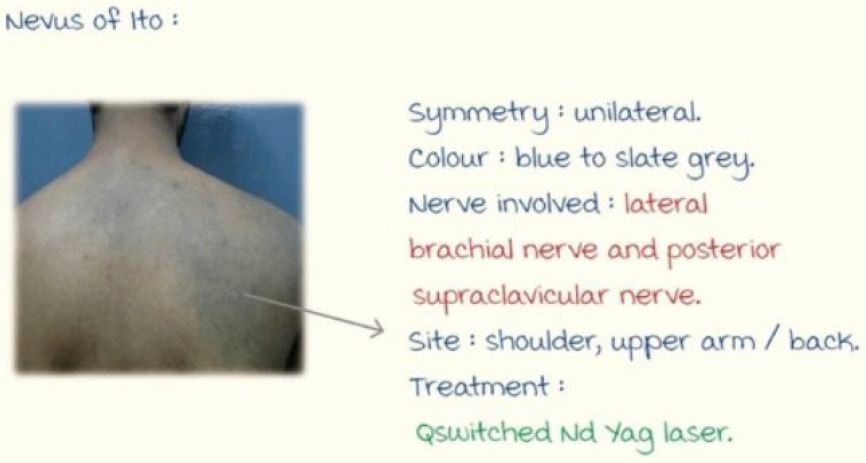 Nevus of Ito :
Symmetry : unilateral.
Colour : blue to slate grey.
Nerve involved : lateral
brachial nerve and posterior
supraclavicular nerve.
Site : shoulder, upper arm / back.
Treatment :
Qswitched Nd Yag laser.